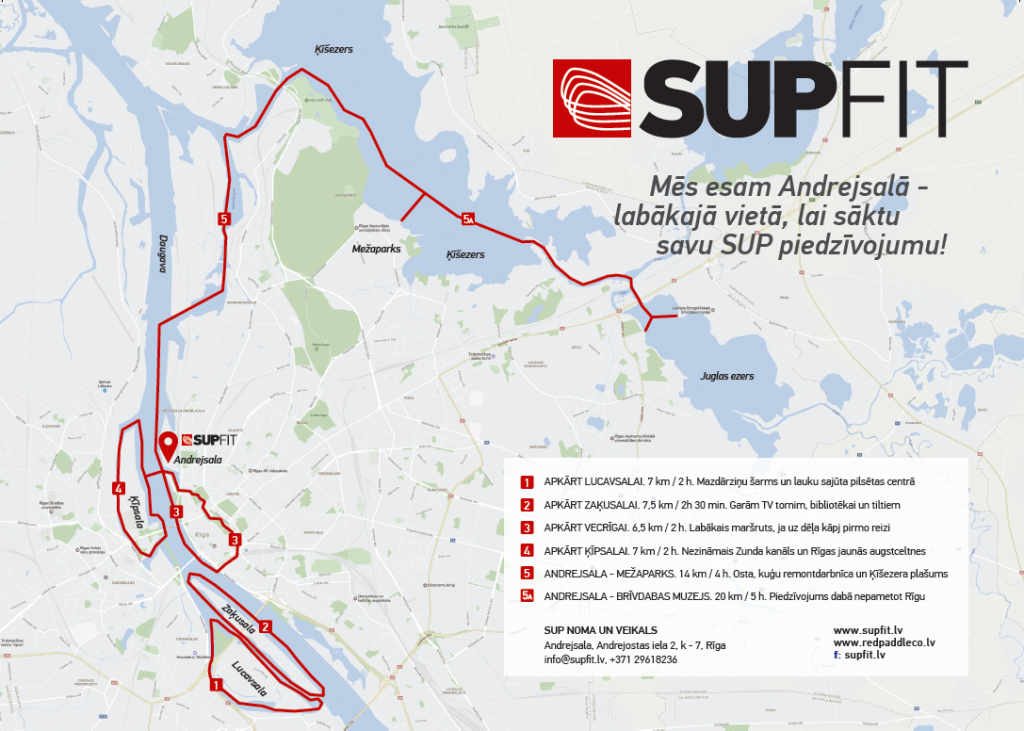 Ķīšezers
SUPFIT
Mēs esam Andrejsalā -
labākajā vietā, lai sāktu
savu SUP piedzīvojumu!
5
5A
Daugava
Mežaparks
Ķīšezers
Juglas ezers
SUPFIT
Andrejsala
4
Ķīpsala
3
Rīga
3
Zaķusala
2
Lucavsala
1
1 APKĀRT LUCAVSALAI. 7 km / 2 h. Mazdārziņu šarms un lauku sajūta pilsētas centrā
2 APKĀRT ZAĶUSALAI. 7,5 km / 2h 30 min. Garām TV tornim, bibliotēkai un tiltiem
3 APKĀRT VECRĪGAI. 6,5 km / 2 h. Labākais maršruts, ja uz dēļa kāpj pirmo reizi
4 APKĀRT ĶĪPSALAI. 7 km / 2 h. Nezināmais Zunda kanāls un Rīgas jaunās augstceltnes
5 ANDREJSALA - MEŽAPARKS. 14 km / 4 h. Osta, kuģu remontdarbnīca un Ķīšezera plašums
5A ANDREJSALA - BRĪVDABAS MUZEJS. 20 km / 5 h. Piedzīvojums dabā nepametot Rīgu
SUP NOMA UN VEIKALS
Andrejsala, Andrejostas iela 2, k - 7, Rīga
info@supfit.lv, +371 29618236
www.supfit.lv
www.redpaddleco.lv
f: supfit.lv